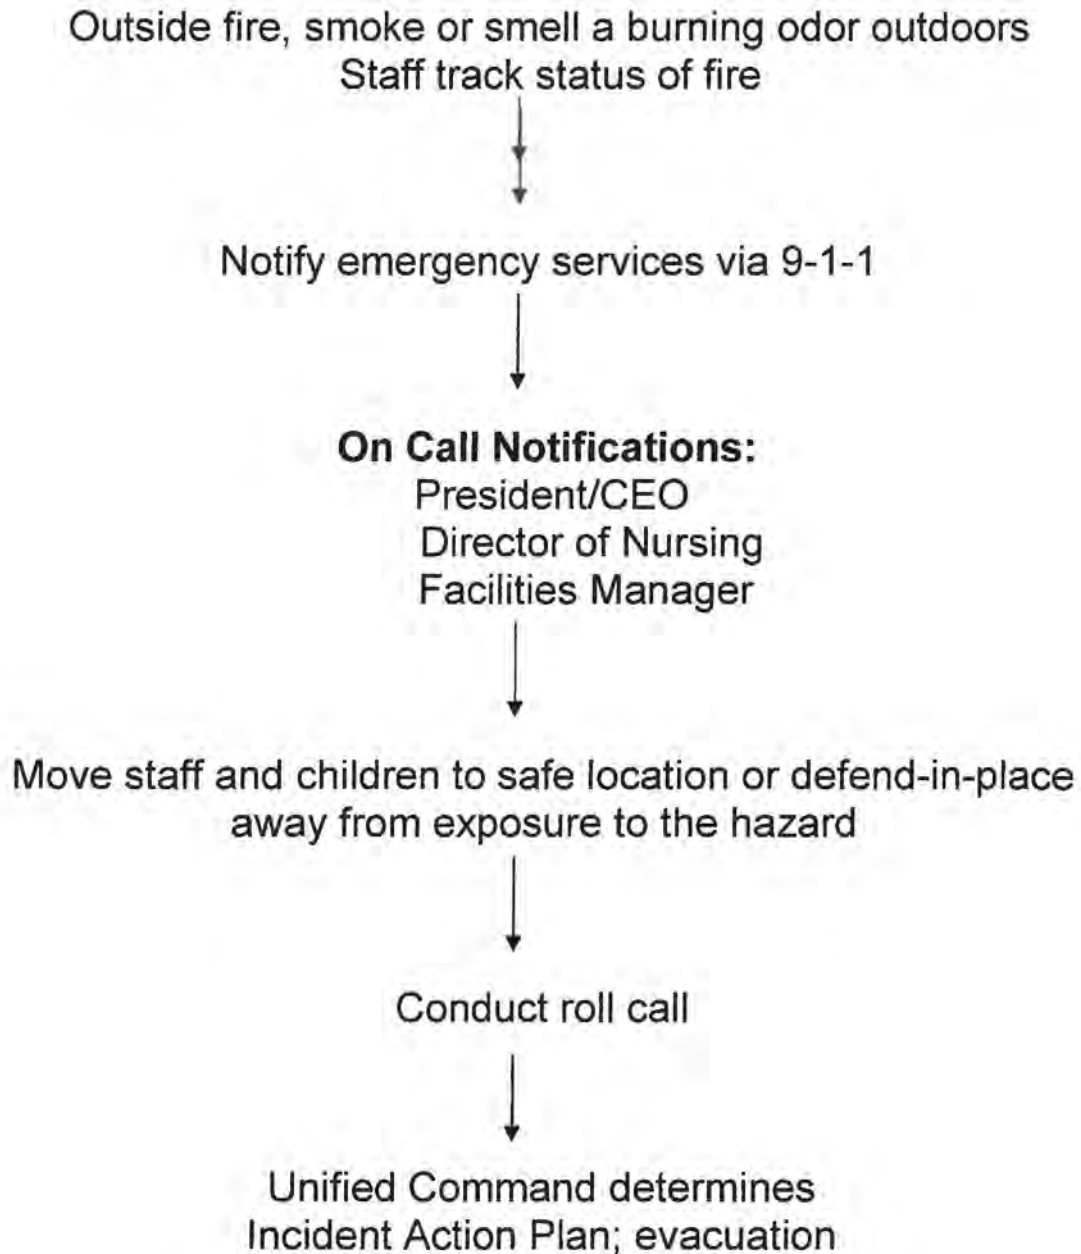 Outside fire, smoke or smell a burning odor outdoors
Staff track status of fire
Notify emergency services via 9-1-1
On Call Notifications:
President/CEO
Director of Nursing
Facilities Manager
Move staff and children to safe location or defend-in-place
away from exposure to the hazard
Conduct roll call
Unified Command determines
Incident Action Plan; evacuation